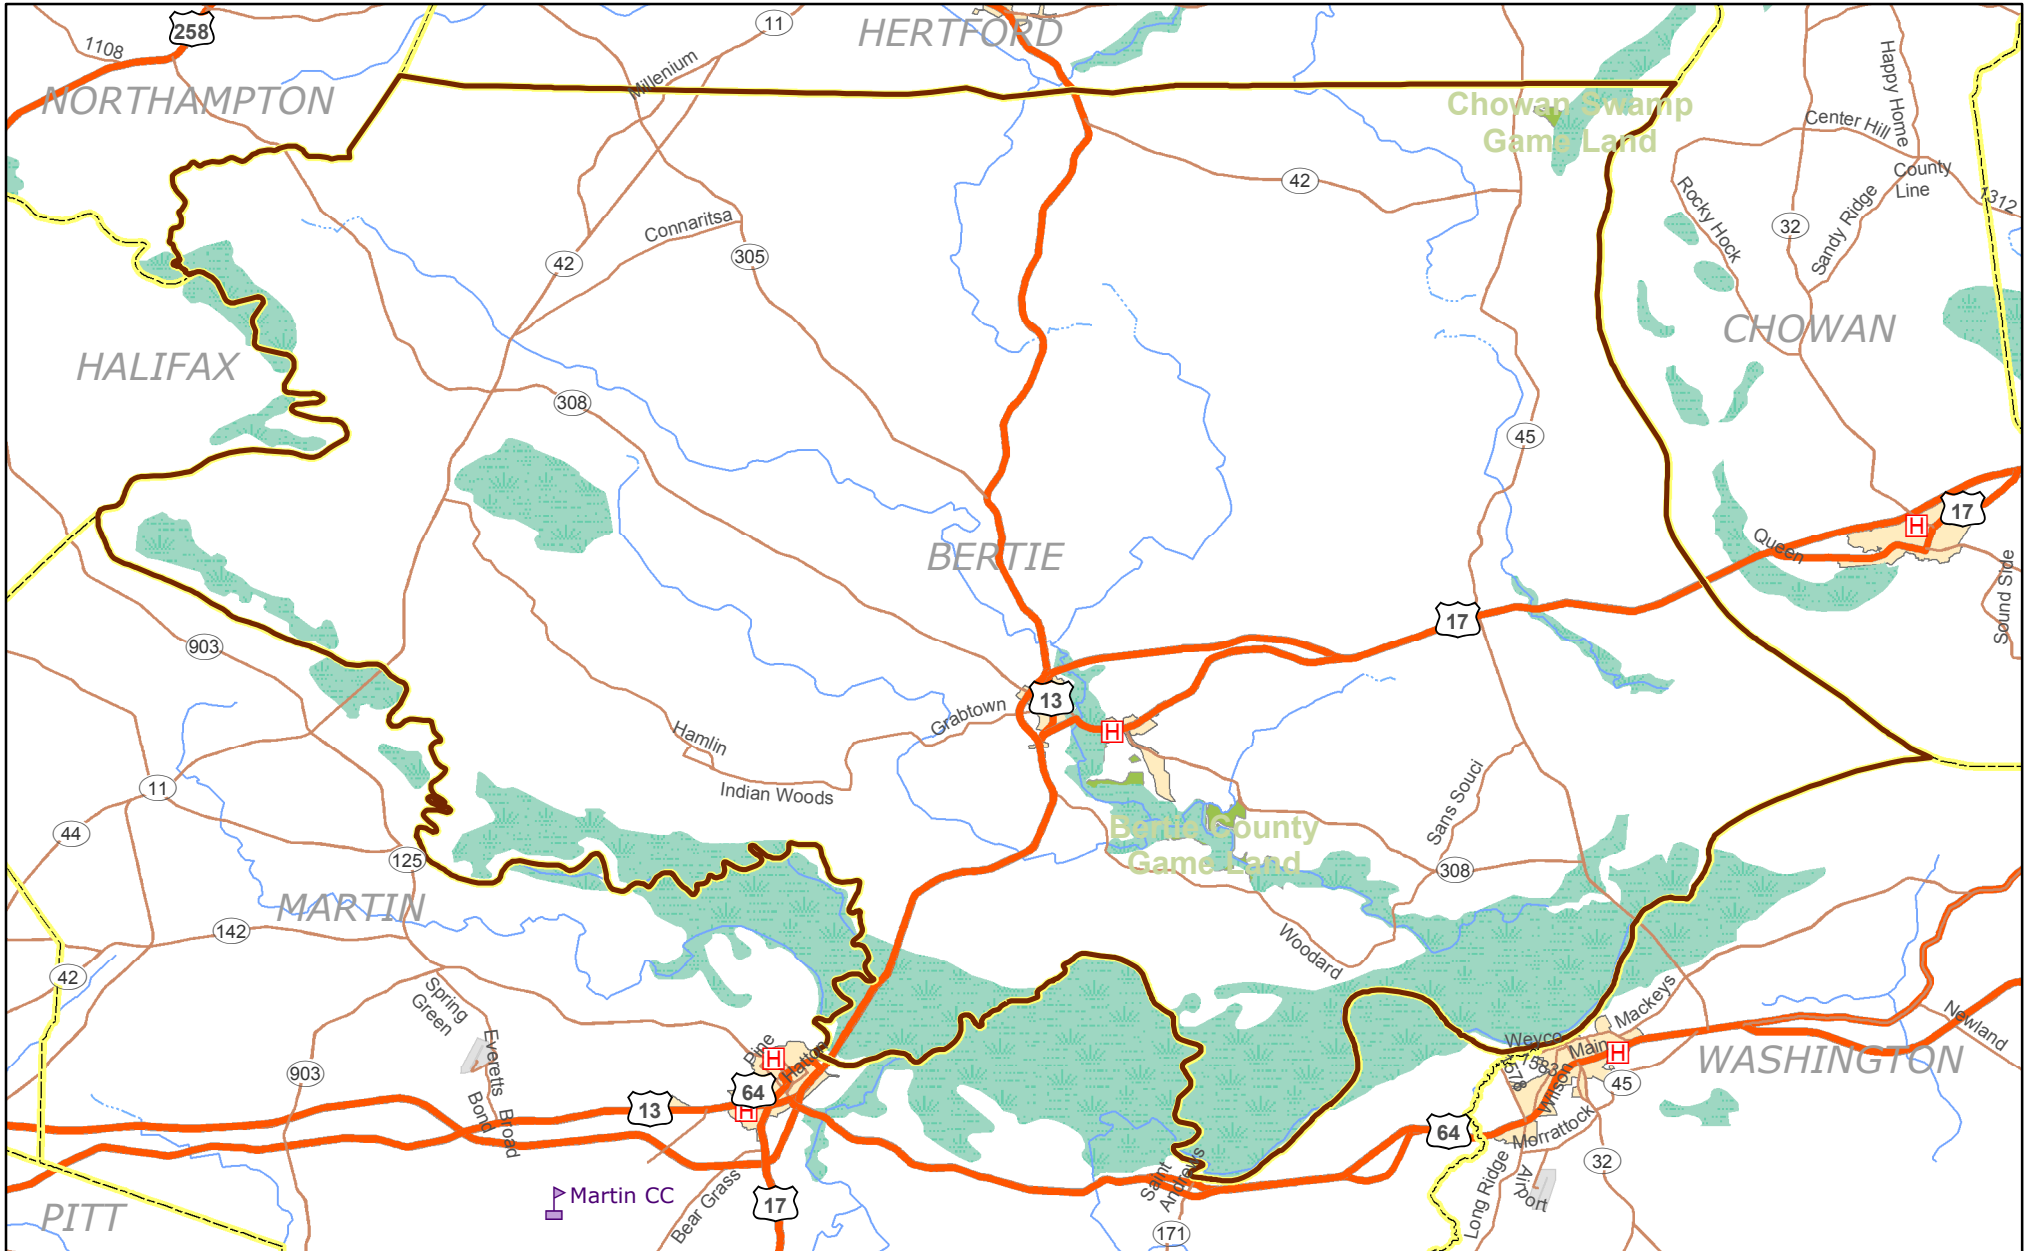 HERTFORD
11
258
1108
Millenium
Happy Home
NORTHAMPTON
Chowan Swamp
Game Land
Center Hill
County
Line
42
Rocky Hock
1312
Connaritsa
32
Sandy Ridge
305
42
CHOWAN
HALIFAX
308
45
17
Queen
BERTIE
Sound Side
17
903
13
Grabtown
Hamlin
Indian Woods
11
Sans Souci
44
Bertie County
Game Land
125
308
MARTIN
142
Woodard
42
Spring
Green
Mackeys
Newland
Weyco
Main
WASHINGTON
Pine
Hatton
Everetts
903
1583
1578
Wilson
45
64
13
Bond
Broad
64
Morrattock
32
Saint
Andrews
Long Ridge
Airport
Martin CC
Bear Grass
17
PITT
171
H
H
H
H
H